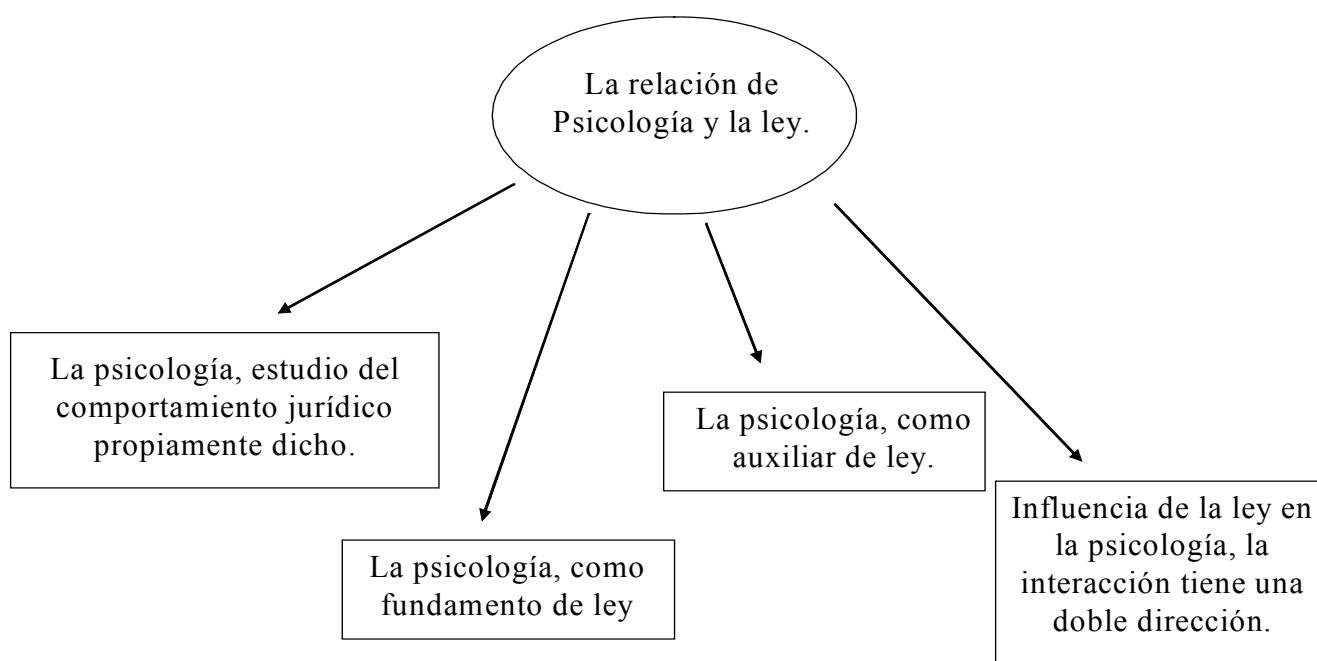 La relación de
Psicología y la ley.
La psicología, estudio del
comportamiento jurídico
propiamente dicho.
La psicología, como
fundamento de ley
La psicología, como
auxiliar de ley.
Influencia de la ley en
la psicología, la
interacción tiene una
doble dirección.